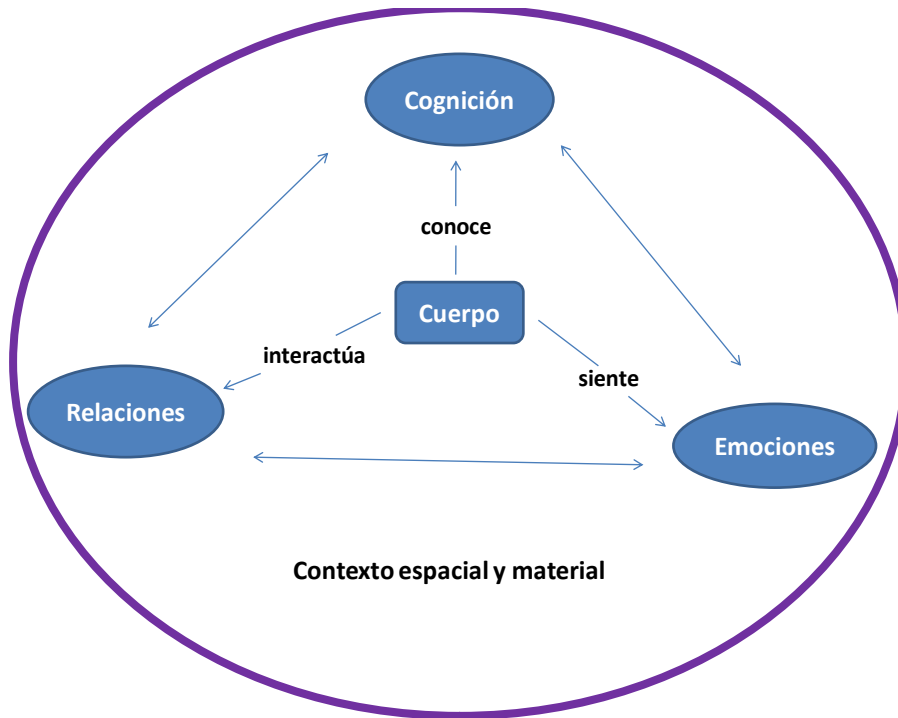 Cognición
conoce
Cuerpo
interactúa
siente
Relaciones
Emociones
Contexto espacial y material